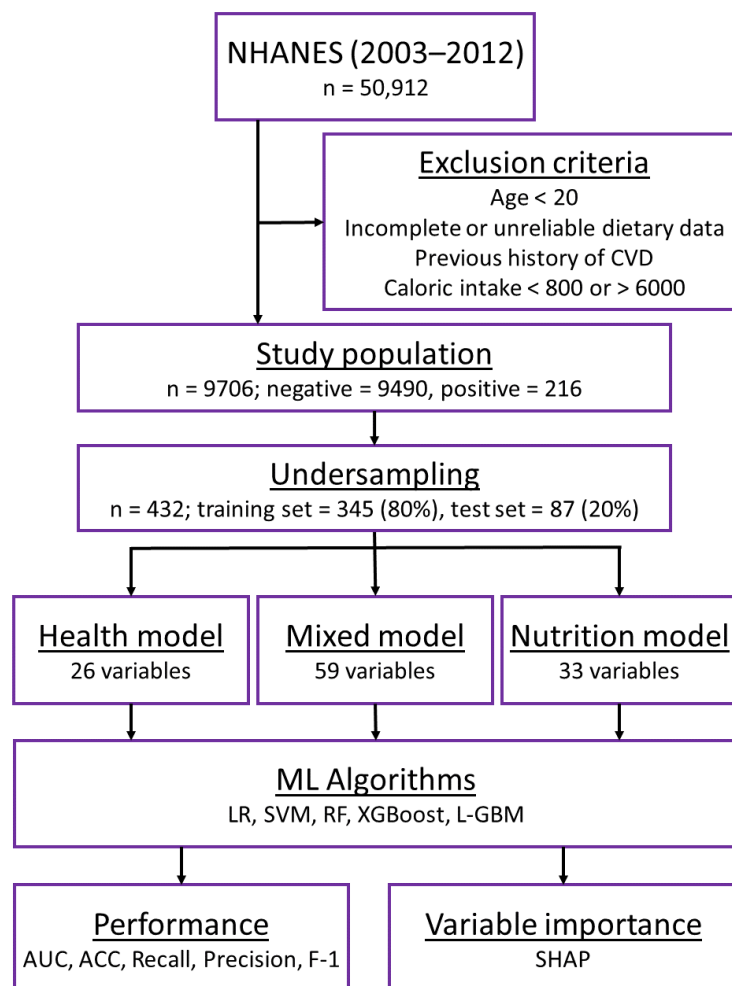 NHANES (2003–2012)
n = 50,912
Exclusion criteria
Age < 20
Incomplete or unreliable dietary data
Previous history of CVD
Caloric intake < 800 or > 6000
Study population
n = 9706; negative = 9490, positive = 216
Undersampling
n = 432; training set = 345 (80%), test set = 87 (20%)
Health model
26 variables
Mixed model
59 variables
Nutrition model
33 variables
ML Algorithms
LR, SVM, RF, XGBoost, L-GBM
Performance
AUC, ACC, Recall, Precision, F-1
Variable importance
SHAP